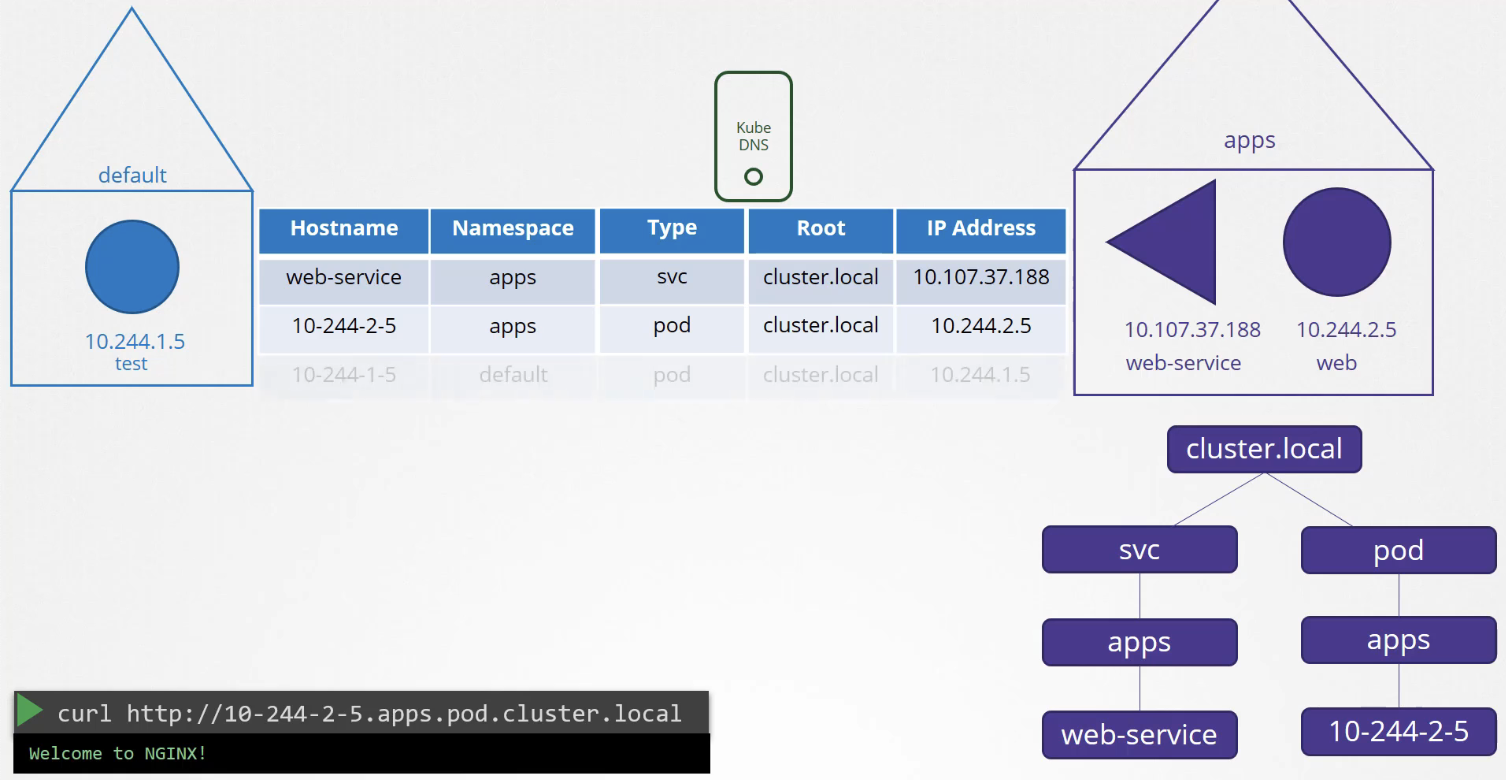 default
10.244.1.5
test
Kube
DNS
Hostname Namespace Type Root IP Address
web-service apps svc cluster.local 10.107.37.188
10-244-2-5 apps pod cluster.local 10.244.2.5
10-244-1-5 default pod cluster.local 10.244.1.5
apps
10.107.37.188 10.244.2.5
web-service web
cluster.local
svc pod
apps apps
web-service 10-244-2-5
curl http://10-244-2-5.apps.pod.cluster.local
Welcome to NGINX!